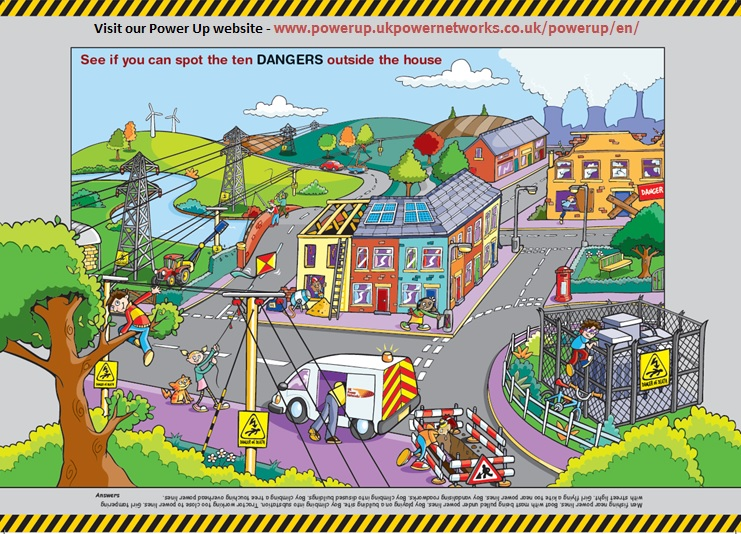 Visit our Power Up website - www.powerup.ukpowernetworks.co.uk/powerup/en/
See if you can spot the ten DANGERS outside the house
DANGER
DANGER OF DEATH
DANGER OF DEATH
DANGER OF DEATH
Answers
Man fishing near power lines. Boat with mast being pulled under power lines. Boy playing on a building site. Boy climbing into substation. Tractor working too close to power lines. Girl tampering
with street light. Girl flying a kite too near power lines. Boy vandalising roadworks. Boy climbing into disused buildings. Boy climbing a tree touching overhead power lines.